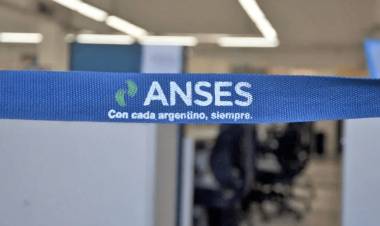 ANSES
Con cada argentino, siempre.